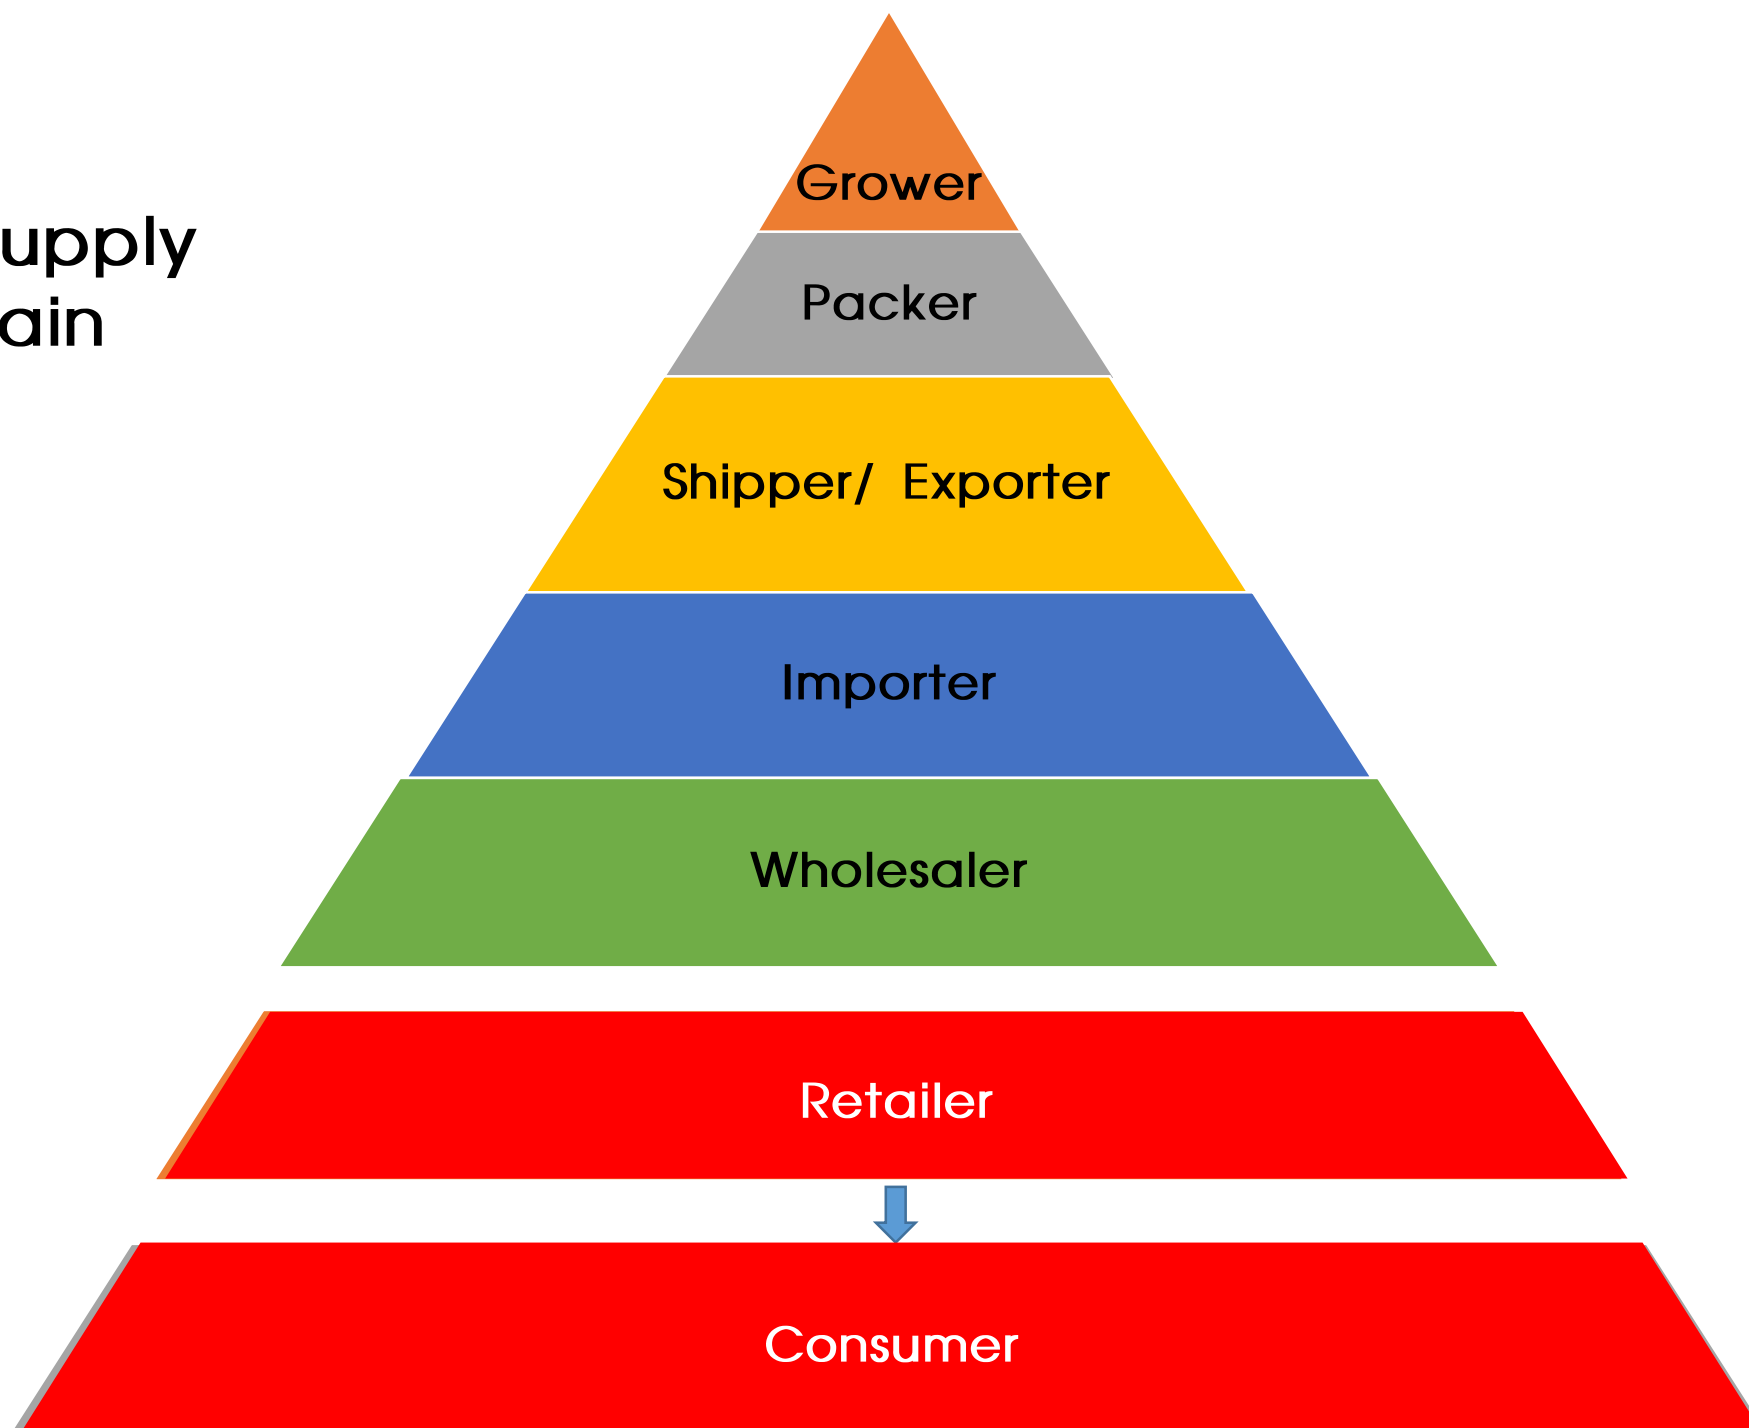 Grower
upply
ain
Packer
Shipper/ Exporter
Importer
Wholesaler
Retailer
Consumer